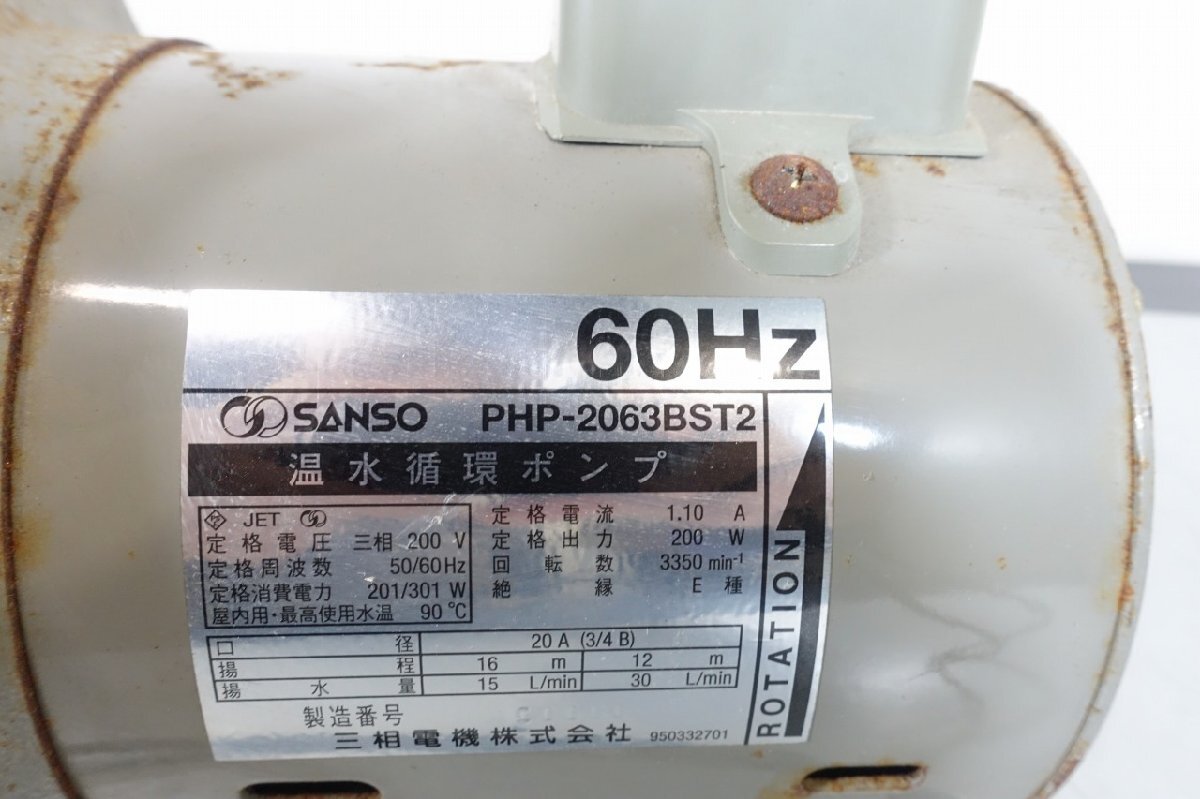 60Hz
SANSO PHP-2063BST2
温水循環ポンプ
JET
定格電圧 三相 200 V
定格周波数 50/60Hz
定格消費電力 201/301 W
屋内用・最高使用水温 90℃
定格電流 1.10 A
定格出力 200 W
回転数 3350 min⁻¹
絶縁 E 種
口径 20 A (3/4 B)
揚程 16 m 12 m
揚水量 15 L/min 30 L/min
製造番号
三相電機株式会社 950332701
ROTATION